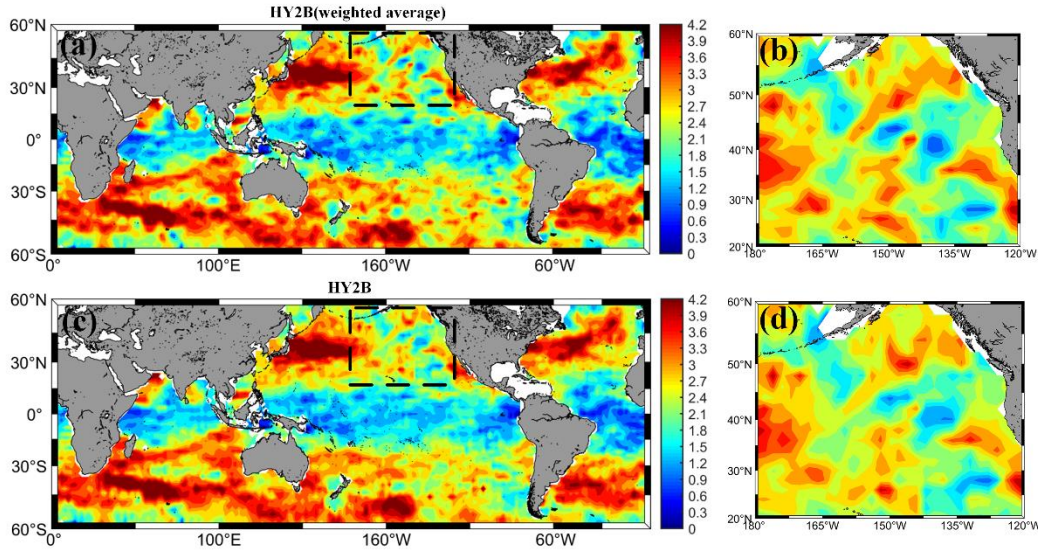 HY2B(weighted average)
(a)
60°N
30°N
0°
30°S
60°S
0°
100°E
160°W
60°W
4.2
3.9
3.6
3.3
3
2.7
2.4
2.1
1.8
1.5
1.2
0.9
0.6
0.3
0
(b)
60°N
50°N
40°N
30°N
20°N
180°
165°W
150°W
135°W
120°W
HY2B
(c)
60°N
30°N
0°
30°S
60°S
0°
100°E
160°W
60°W
4.2
3.9
3.6
3.3
3
2.7
2.4
2.1
1.8
1.5
1.2
0.9
0.6
0.3
0
(d)
60°N
50°N
40°N
30°N
20°N
180°
165°W
150°W
135°W
120°W